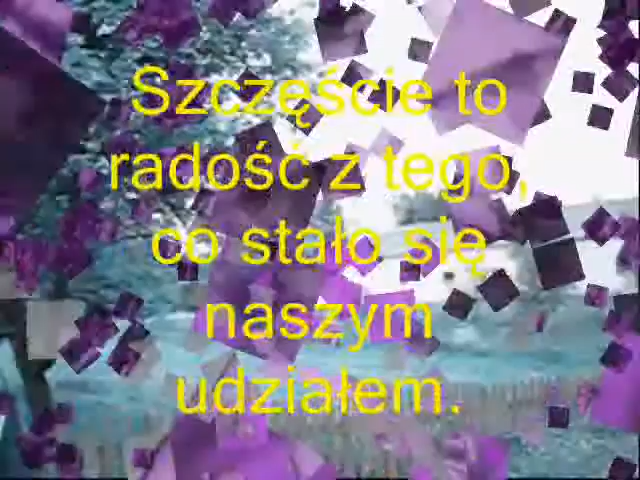 Szczęście to
radość z tego,
co stało się
naszym
udziałem.